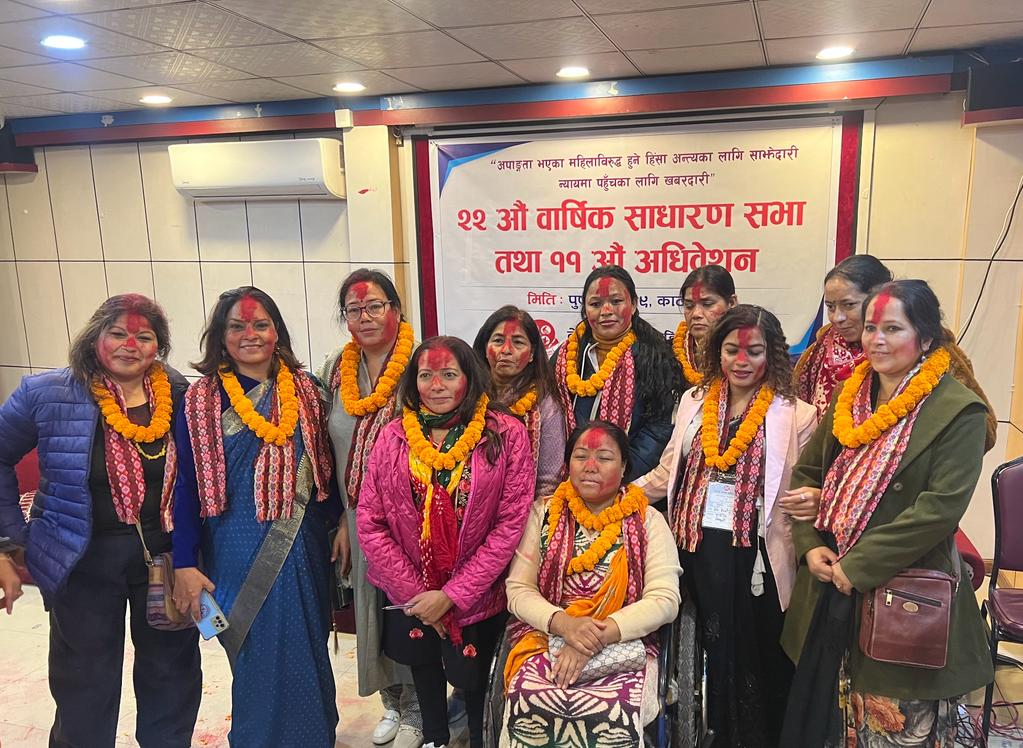 "अपाङ्गता भएका महिलाविरुद्ध हुने हिंसा अन्त्यका लागि साझेदारी
न्यायमा पहुँचका लागि खबरदारी"
२२ औं वार्षिक साधारण सभा
तथा ११ औं अधिवेशन
मिति :